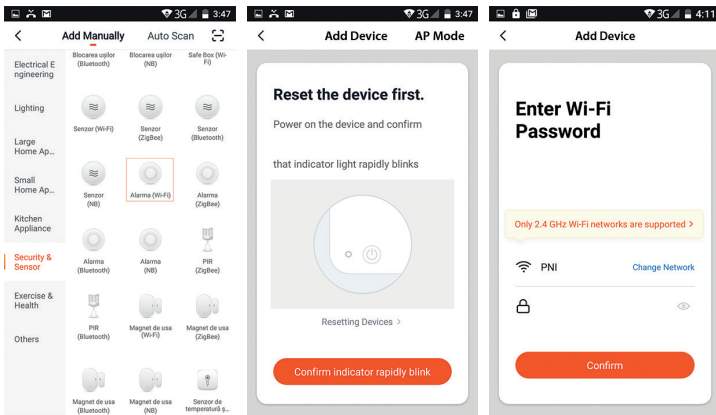 3G 3:47
Add Manually Auto Scan
Electrical E
ngineering
Lighting
Large
Home Ap...
Small
Home Ap...
Kitchen
Appliance
Security &
Sensor
Exercise &
Health
Others
Blocarea ușilor
(Bluetooth)
Blocarea ușilor
(NB)
Safe Box (Wi-
Fi)
Senzor (Wi-Fi)
Senzor
(ZigBee)
Senzor
(Bluetooth)
Senzor
(NB)
Alarma (Wi-Fi)
Alarma
(ZigBee)
Alarma
(Bluetooth)
Alarma
(NB)
PIR
(ZigBee)
PIR
(Bluetooth)
Magnet de usa
(Wi-Fi)
Magnet de usa
(ZigBee)
Magnet de usa
(Bluetooth)
Magnet de usa
(NB)
Senzor de
temperatură ș...
3G 3:47
Add Device AP Mode
Reset the device first.
Power on the device and confirm
that indicator light rapidly blinks
Resetting Devices >
Confirm indicator rapidly blink
3G 4:11
Add Device
Enter Wi-Fi
Password
Only 2.4 GHz Wi-Fi networks are supported >
PNI Change Network
Confirm